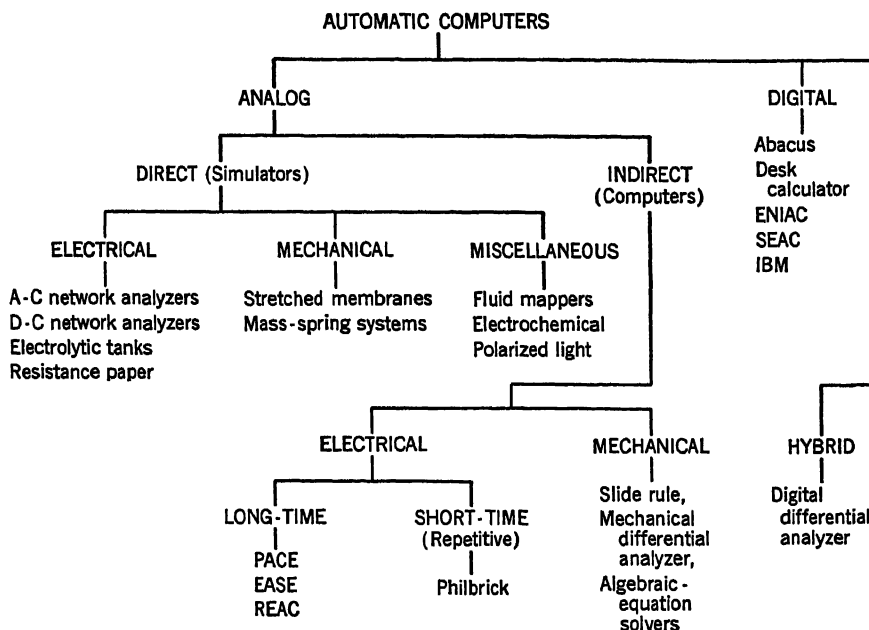 AUTOMATIC COMPUTERS
ANALOG
DIGITAL
Abacus
Desk
calculator
ENIAC
SEAC
IBM
DIRECT (Simulators)
INDIRECT
(Computers)
ELECTRICAL
A-C network analyzers
D-C network analyzers
Electrolytic tanks
Resistance paper
MECHANICAL
Stretched membranes
Mass-spring systems
MISCELLANEOUS
Fluid mappers
Electrochemical
Polarized light
ELECTRICAL
LONG-TIME
PACE
EASE
REAC
SHORT-TIME
(Repetitive)
Philbrick
MECHANICAL
Slide rule,
Mechanical
differential
analyzer,
Algebraic-
equation
solvers
HYBRID
Digital
differential
analyzer